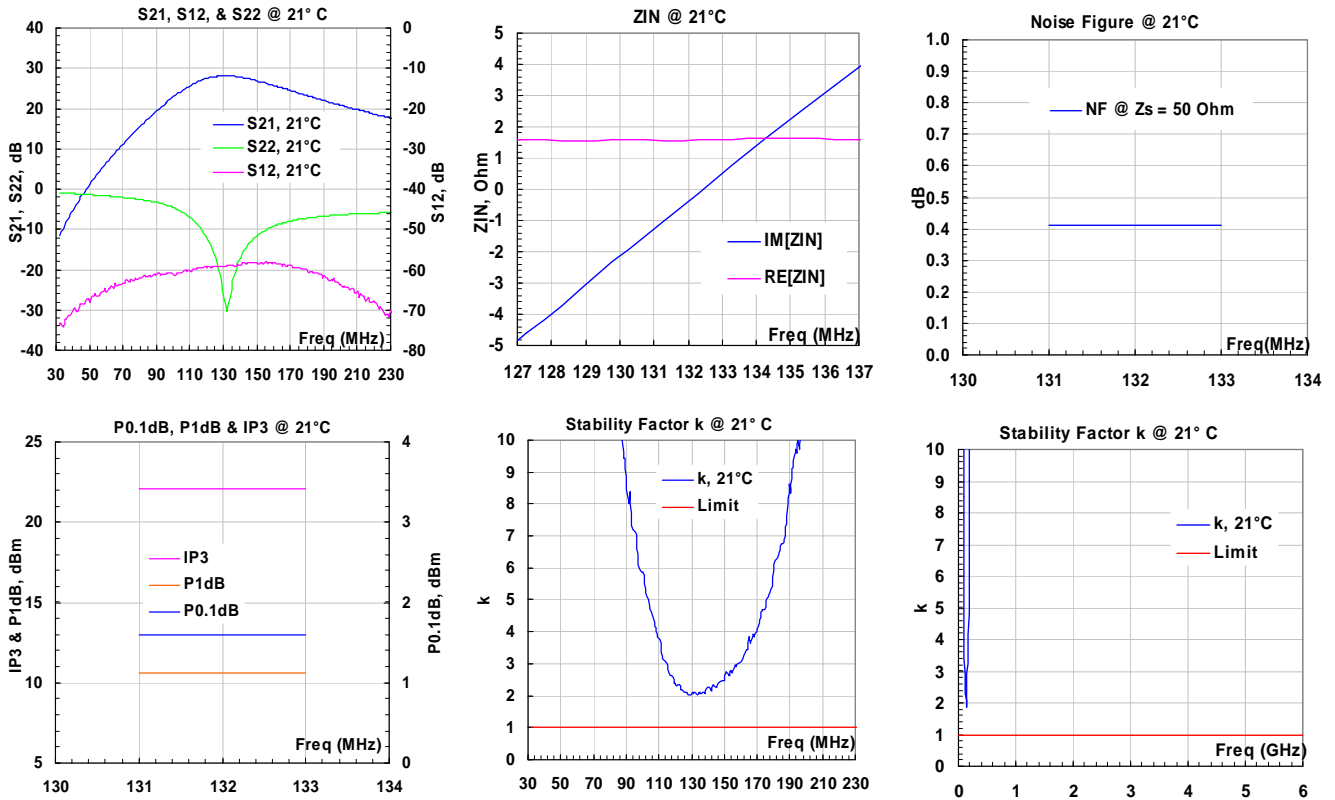 S21, S12, & S22 @ 21° C
40
30
20
10
0
-10
-20
-30
-40
S21, S22, dB
0
-10
-20
-30
-40
-50
-60
-70
-80
S12, dB
S21, 21°C
S22, 21°C
S12, 21°C
Freq (MHz)
30 50 70 90 110 130 150 170 190 210 230
ZIN @ 21°C
5
4
3
2
1
0
-1
-2
-3
-4
-5
ZIN, Ohm
IM[ZIN]
RE[ZIN]
127 128 129 130 131 132 133 134 135 136 137
Noise Figure @ 21°C
1.0
0.9
0.8
0.7
0.6
0.5
0.4
0.3
0.2
0.1
0.0
dB
NF @ Zs = 50 Ohm
Freq(MHz)
130 131 132 133 134
P0.1dB, P1dB & IP3 @ 21°C
25
20
15
10
5
IP3 & P1dB, dBm
4
3
2
1
0
P0.1dB, dBm
IP3
P1dB
P0.1dB
Freq (MHz)
130 131 132 133 134
Stability Factor k @ 21° C
10
9
8
7
6
5
4
3
2
1
0
k
k, 21°C
Limit
Freq (MHz)
30 50 70 90 110 130 150 170 190 210 230
Stability Factor k @ 21° C
10
9
8
7
6
5
4
3
2
1
0
k
k, 21°C
Limit
Freq (GHz)
0 1 2 3 4 5 6